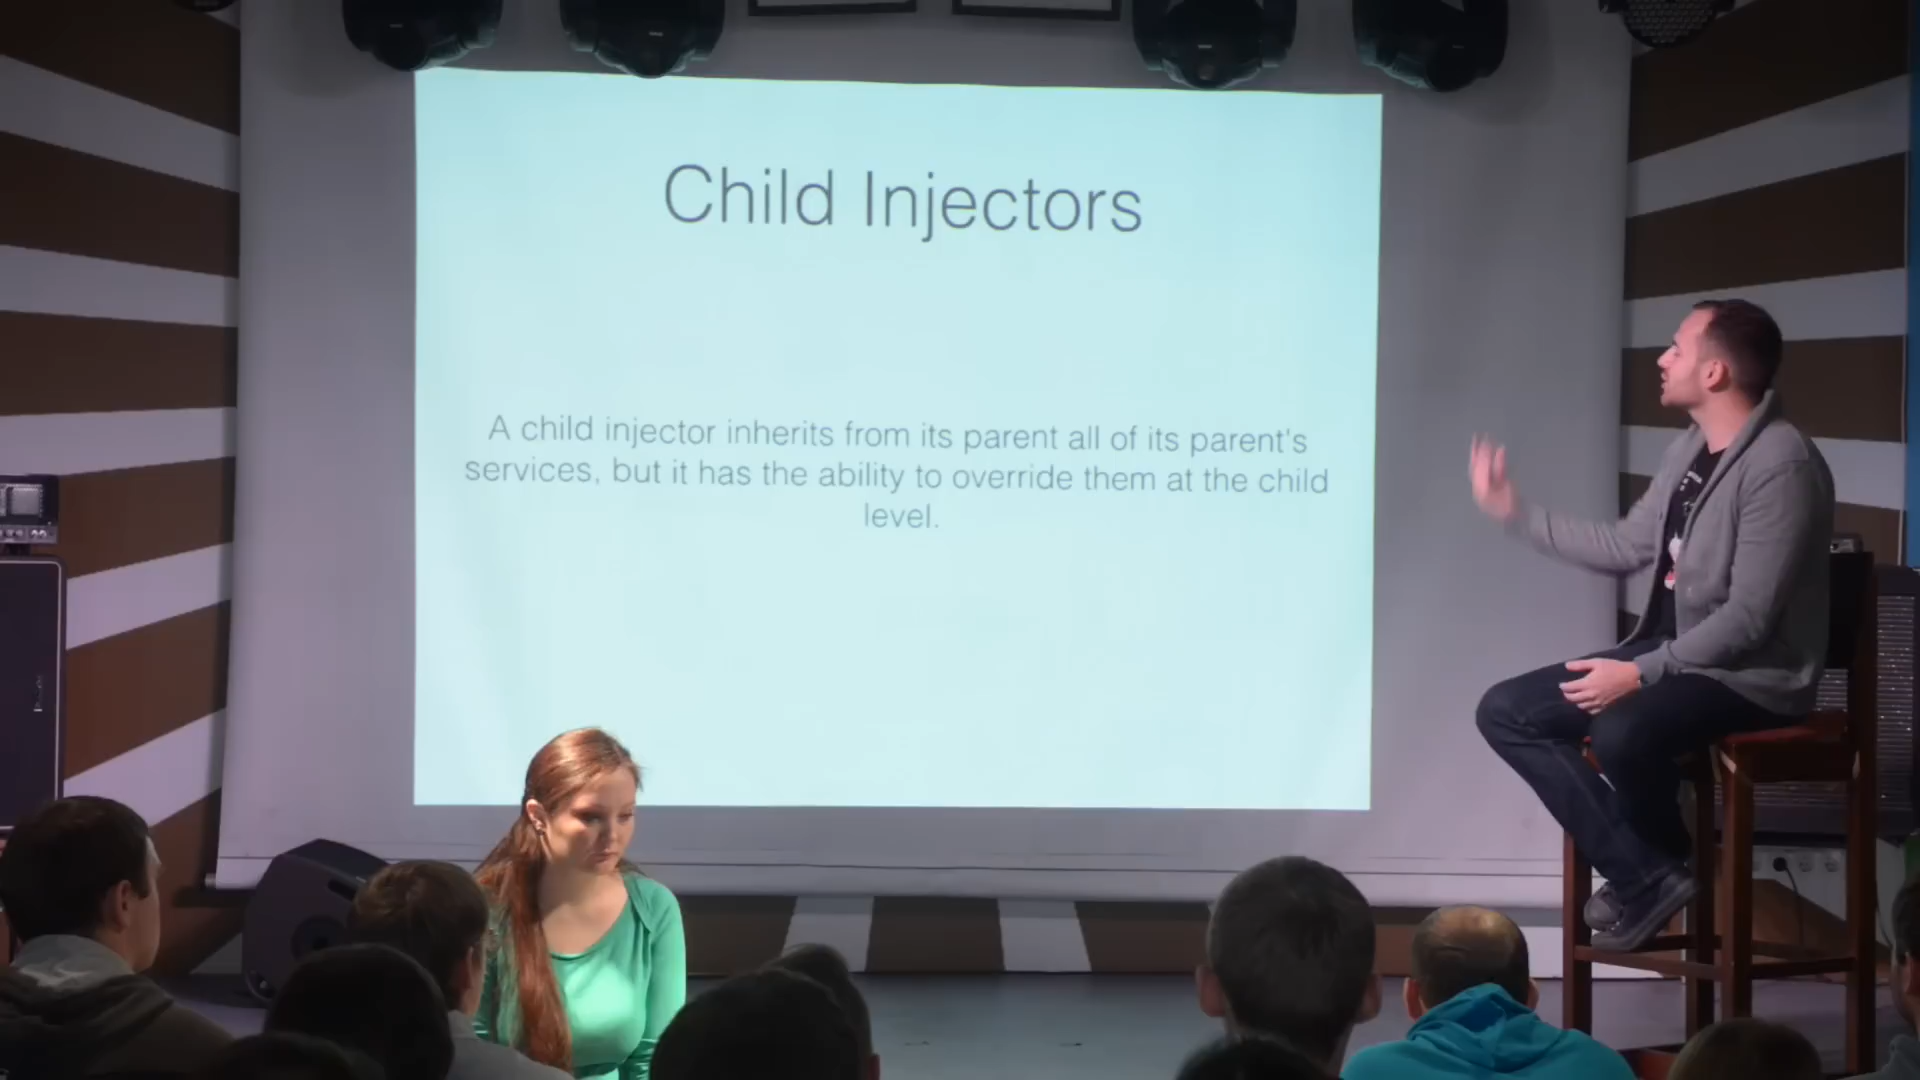 Child Injectors
A child injector inherits from its parent all of its parent's
services, but it has the ability to override them at the child
level.